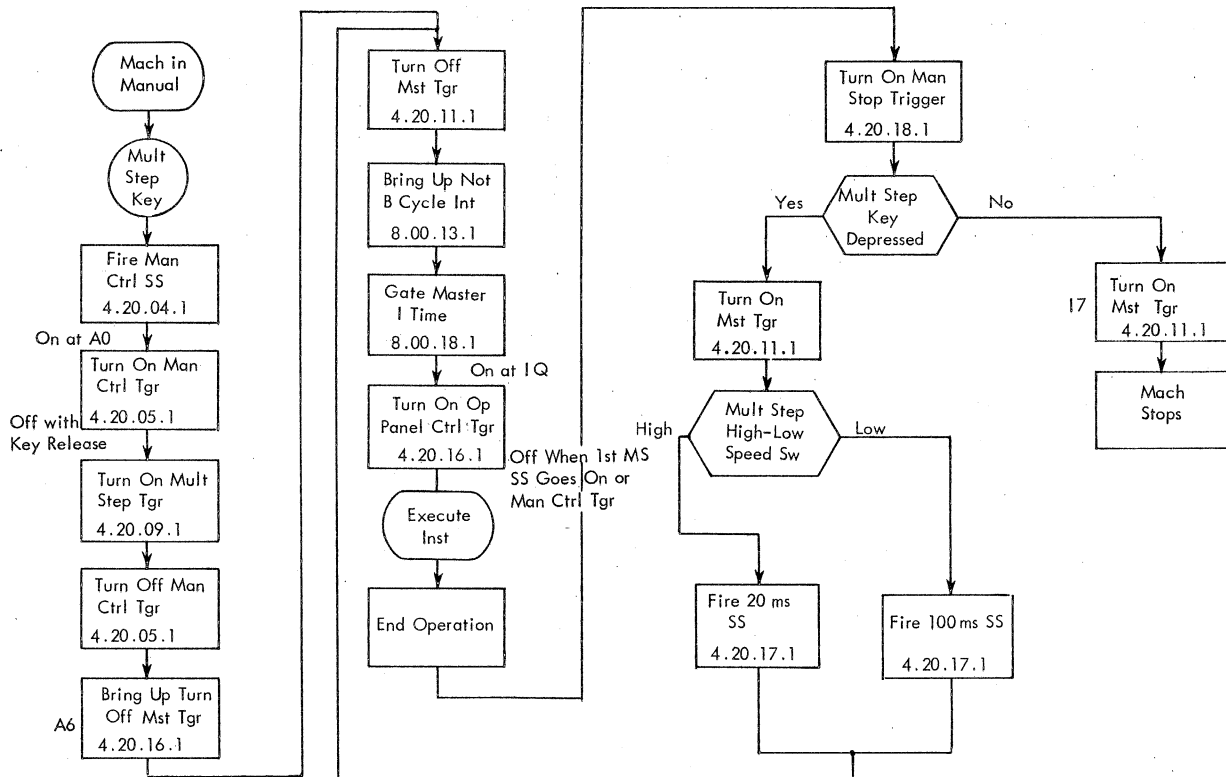 Mach in
Manual
Mult
Step
Key
Fire Man
Ctrl SS
4.20.04.1
On at A0
Turn On Man
Ctrl Tgr
4.20.05.1
Off with
Key Release
Turn On Mult
Step Tgr
4.20.09.1
Turn Off Man
Ctrl Tgr
4.20.05.1
A6
Bring Up Turn
Off Mst Tgr
4.20.16.1
Turn Off
Mst Tgr
4.20.11.1
Bring Up Not
B Cycle Int
8.00.13.1
Gate Master
I Time
8.00.18.1
On at IQ
Turn On Op
Panel Ctrl Tgr
4.20.16.1
Off When 1st MS
SS Goes On or
Man Ctrl Tgr
Execute
Inst
End Operation
Turn On Man
Stop Trigger
4.20.18.1
Mult Step
Key
Depressed
Yes
No
Turn On
Mst Tgr
4.20.11.1
I7
Turn On
Mst Tgr
4.20.11.1
Mach
Stops
Mult Step
High-Low
Speed Sw
High
Low
Fire 20 ms
SS
4.20.17.1
Fire 100 ms SS
4.20.17.1